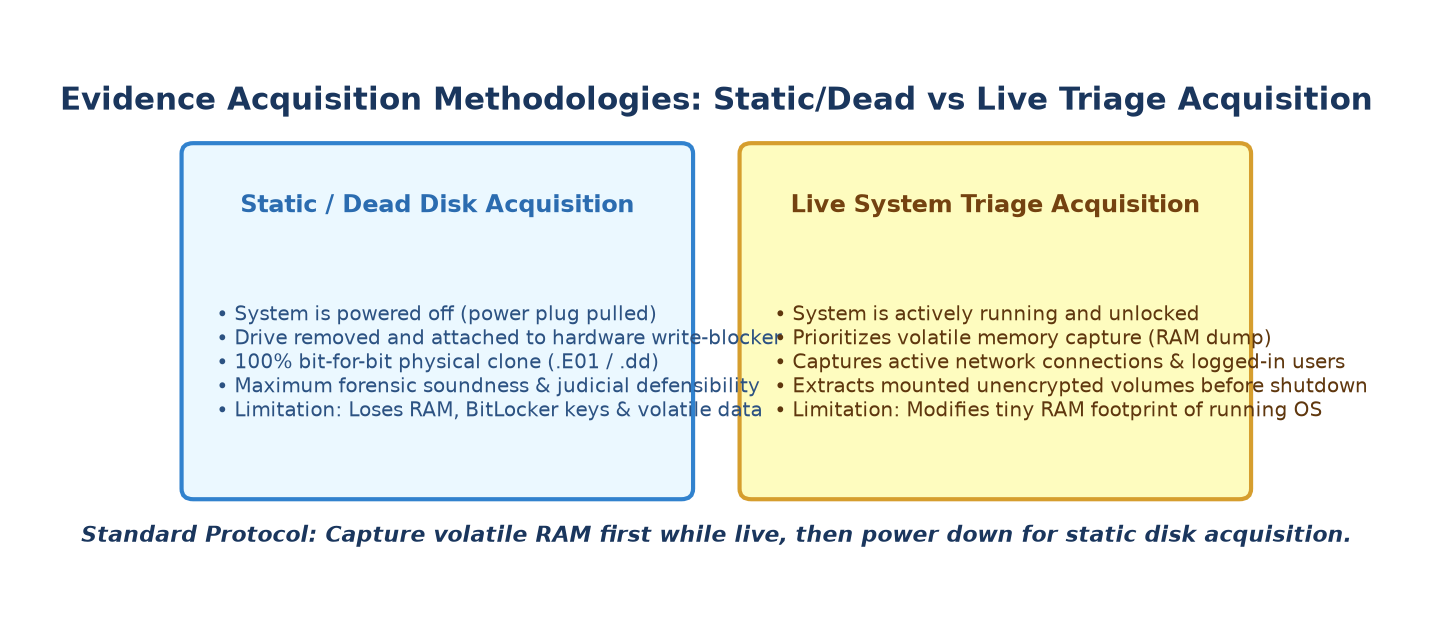 Evidence Acquisition Methodologies: Static/Dead vs Live Triage Acquisition
Static / Dead Disk Acquisition
• System is powered off (power plug pulled)
• Drive removed and attached to hardware write-blocker
• 100% bit-for-bit physical clone (.E01 / .dd)
• Maximum forensic soundness & judicial defensibility
• Limitation: Loses RAM, BitLocker keys & volatile data
Live System Triage Acquisition
• System is actively running and unlocked
• Prioritizes volatile memory capture (RAM dump)
• Captures active network connections & logged-in users
• Extracts mounted unencrypted volumes before shutdown
• Limitation: Modifies tiny RAM footprint of running OS
Standard Protocol: Capture volatile RAM first while live, then power down for static disk acquisition.